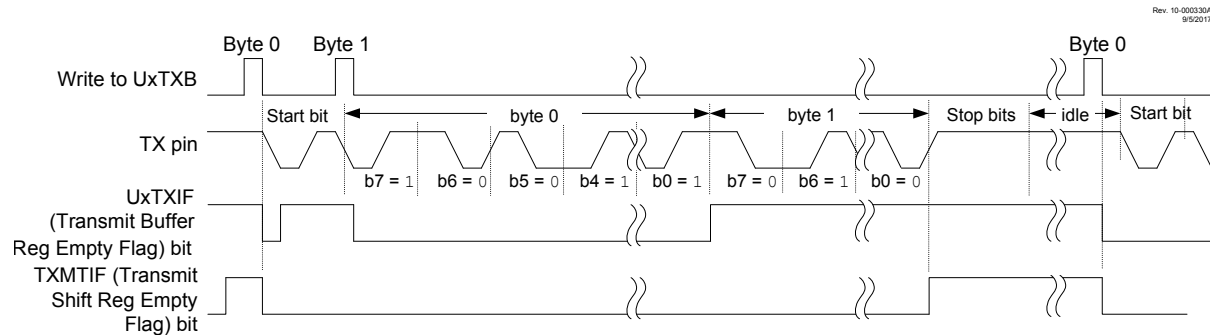 Rev. 10-000330A
9/5/2017
Byte 0 Byte 1 Byte 0
Write to UxTXB
Start bit byte 0 byte 1 Stop bits idle Start bit
TX pin
b7 = 1 b6 = 0 b5 = 0 b4 = 1 b0 = 1 b7 = 0 b6 = 1 b0 = 0
UxTXIF
(Transmit Buffer
Reg Empty Flag) bit
TXMTIF (Transmit
Shift Reg Empty
Flag) bit